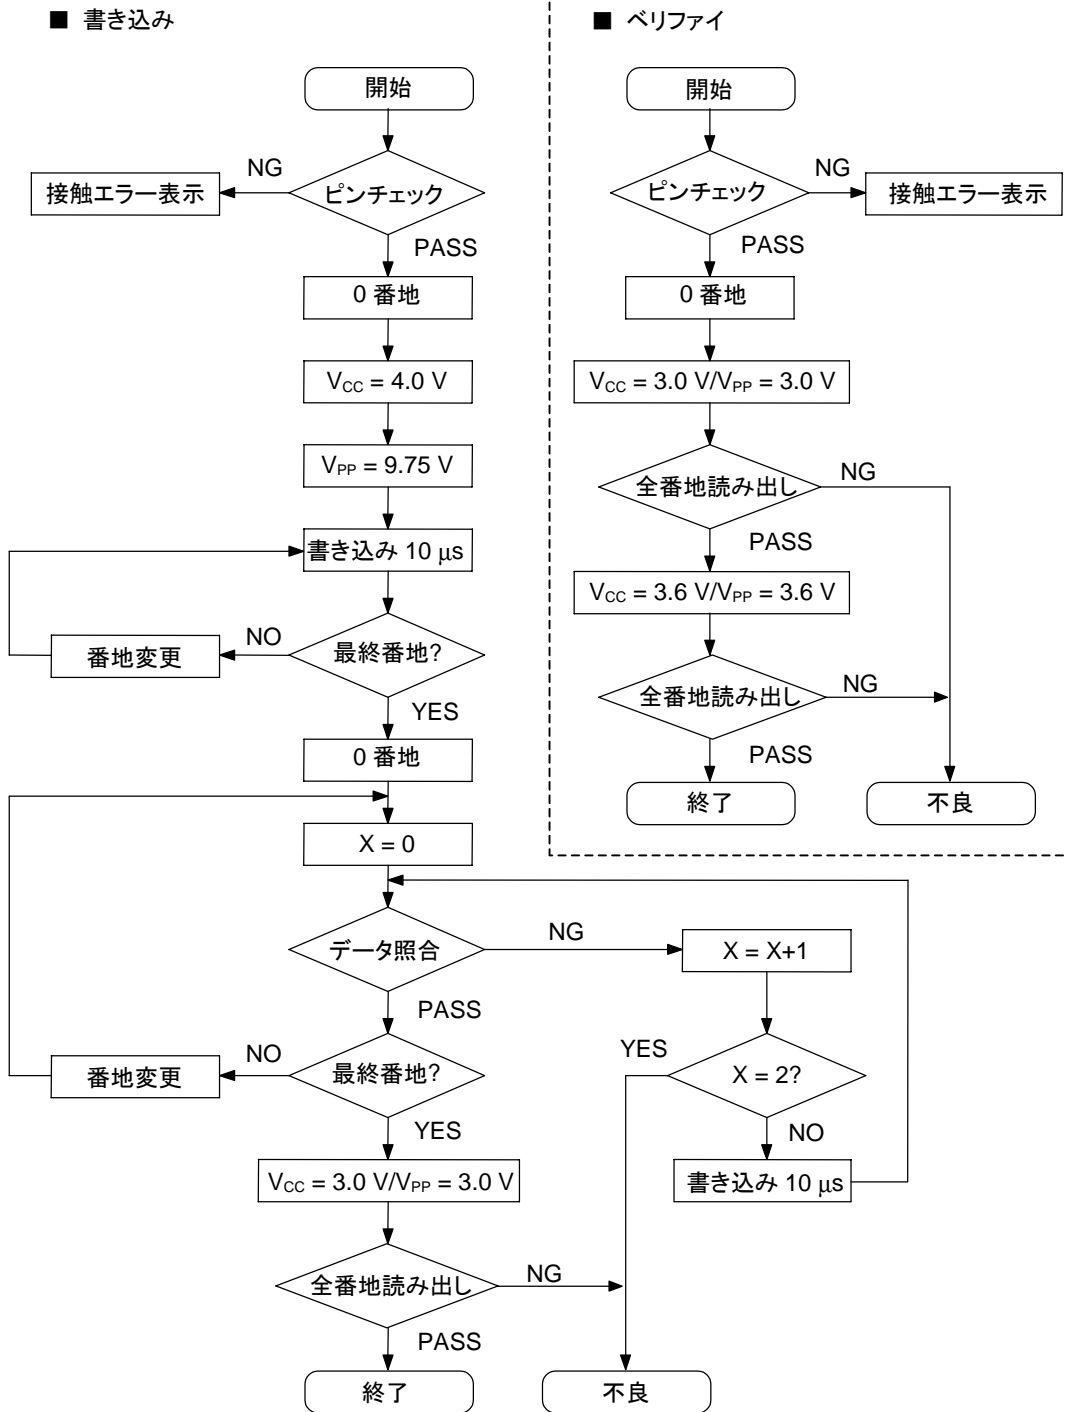 ■ 書き込み
開始
ピンチェック
NG
接触エラー表示
PASS
0 番地
VCC = 4.0 V
VPP = 9.75 V
書き込み 10 μs
最終番地?
NO
番地変更
YES
0 番地
X = 0
データ照合
NG
X = X+1
PASS
YES
X = 2?
NO
書き込み 10 μs
最終番地?
NO
番地変更
YES
VCC = 3.0 V/VPP = 3.0 V
全番地読み出し
NG
PASS
終了
不良
■ ベリファイ
開始
ピンチェック
NG
接触エラー表示
PASS
0 番地
VCC = 3.0 V/VPP = 3.0 V
全番地読み出し
NG
PASS
VCC = 3.6 V/VPP = 3.6 V
全番地読み出し
NG
PASS
終了
不良